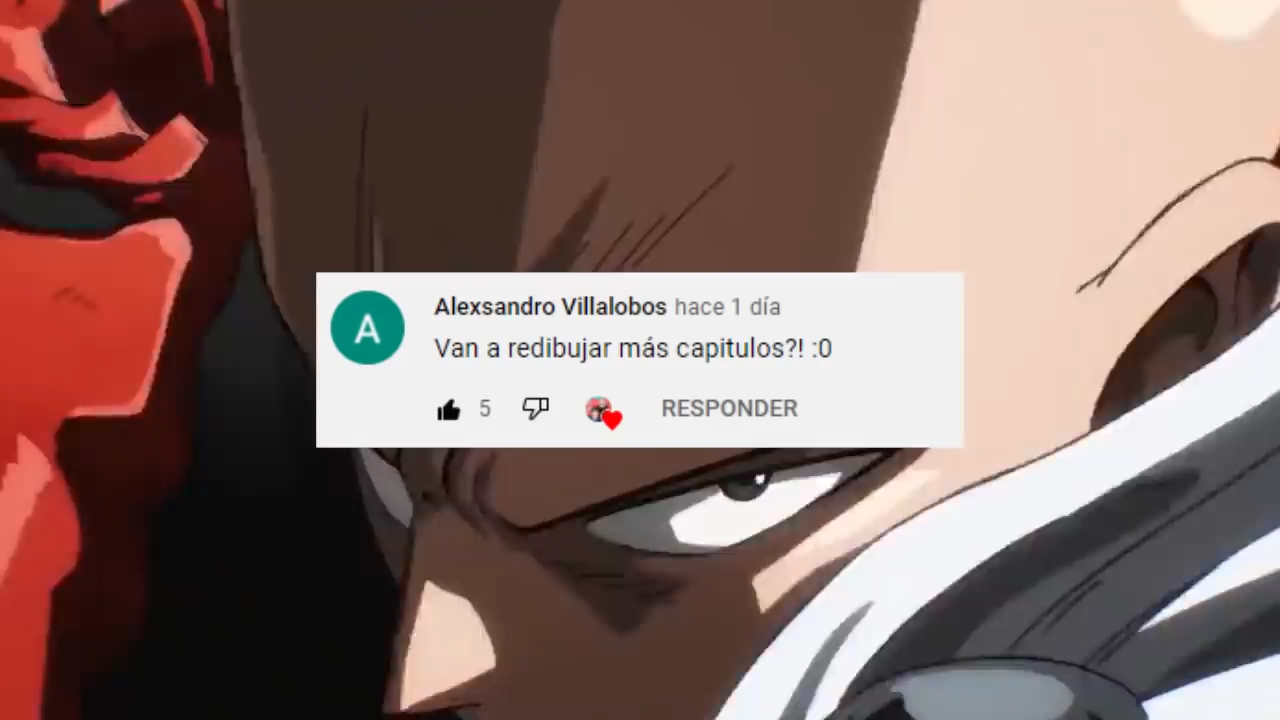 A
Alexsandro Villalobos hace 1 día
Van a redibujar más capitulos?! :0
5 RESPONDER